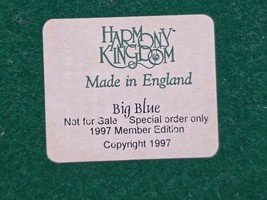 HARMONY
KINGDOM
Made in England
Big Blue
Not for Sale Special order only
1997 Member Edition
Copyright 1997